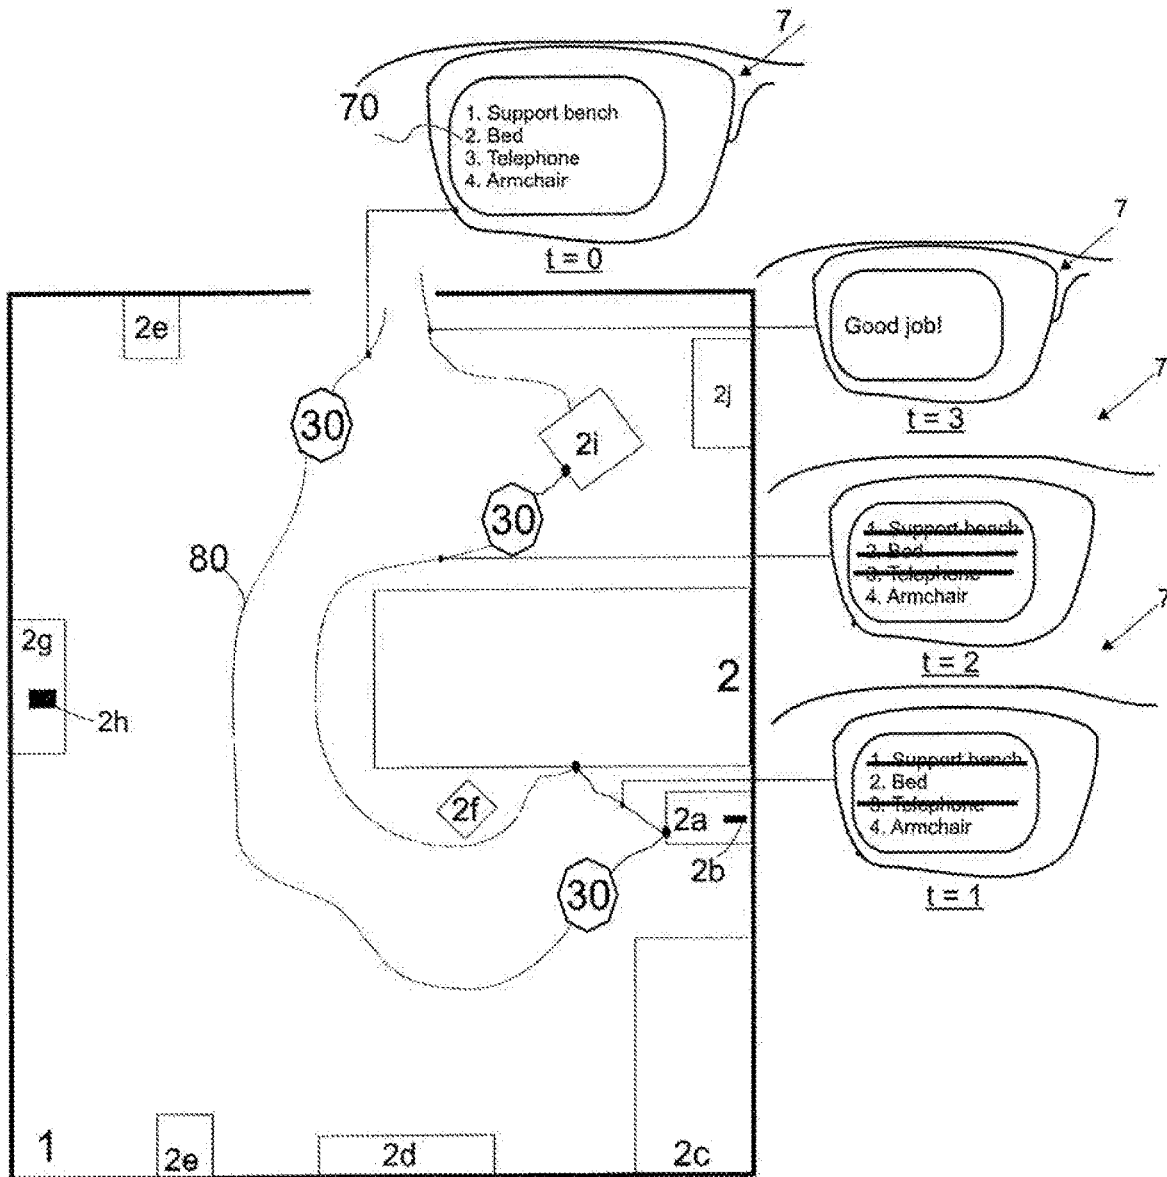 7
70
1. Support bench
2. Bed
3. Telephone
4. Armchair
t = 0
7
2e
Good job!
2j
30
2i
t = 3
7
30
80
1. Support bench
2. Bed
3. Telephone
4. Armchair
7
2g
2
t = 2
2h
1. Support bench
2. Bed
3. Telephone
4. Armchair
2f
2a
2b
30
t = 1
1
2e
2d
2c